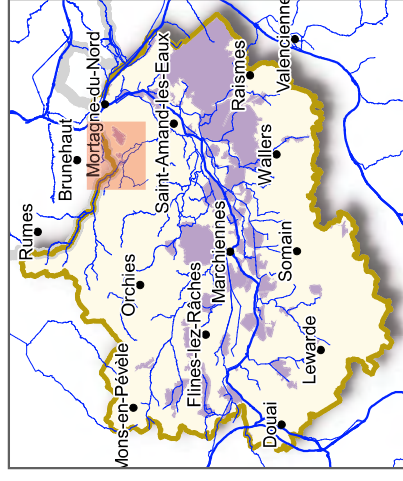 Rumes
Brunehaut
Mortagne-du-Nord
Saint-Amand-les-Eaux
Raismes
Valencienne
Wallers
Orchies
Marchiennes
Somain
Flines-lez-Râches
Mons-en-Pévèle
Lewarde
Douai